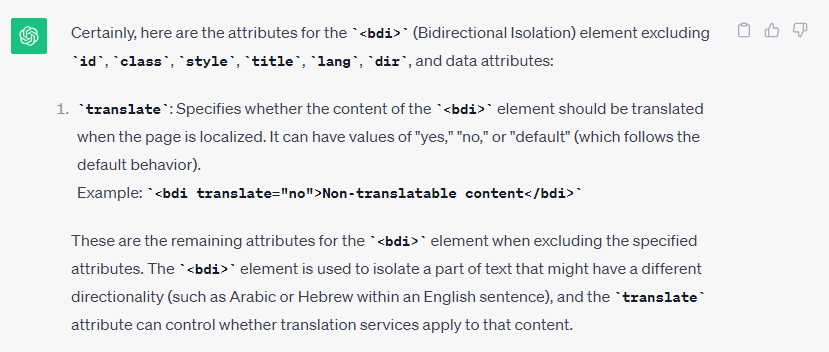 Certainly, here are the attributes for the `<bdi>` (Bidirectional Isolation) element excluding
`id`, `class`, `style`, `title`, `lang`, `dir`, and data attributes:
1. `translate`: Specifies whether the content of the `<bdi>` element should be translated
when the page is localized. It can have values of "yes," "no," or "default" (which follows the
default behavior).
Example: `<bdi translate="no">Non-translatable content</bdi>`
These are the remaining attributes for the `<bdi>` element when excluding the specified
attributes. The `<bdi>` element is used to isolate a part of text that might have a different
directionality (such as Arabic or Hebrew within an English sentence), and the `translate`
attribute can control whether translation services apply to that content.